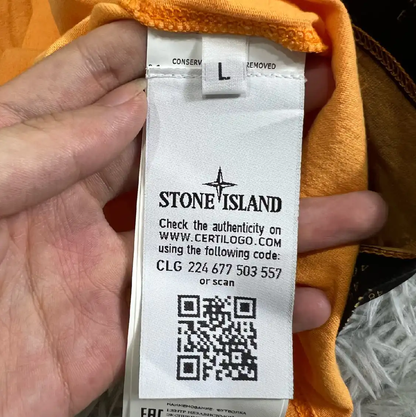 CONSERV
REMOVED
L
STONE ISLAND
Check the authenticity on
WWW.CERTILOGO.COM
using the following code:
CLG 224 677 503 557
or scan
EAC